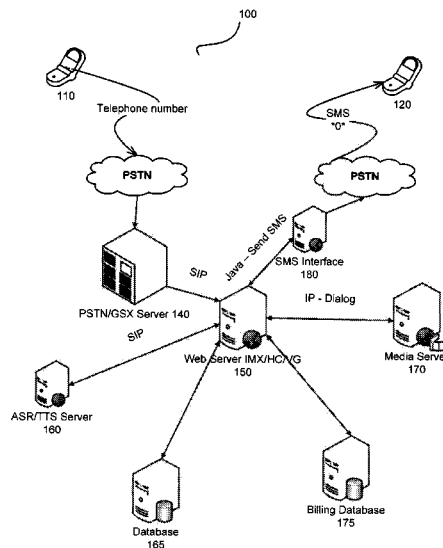 100
110
120
Telephone number
SMS
"0"
PSTN
PSTN
Java – Send SMS
SMS Interface
180
SIP
PSTN/GSX Server 140
IP - Dialog
SIP
Web Server IMX/HC/VG
150
Media Server
170
ASR/TTS Server
160
Database
165
Billing Database
175